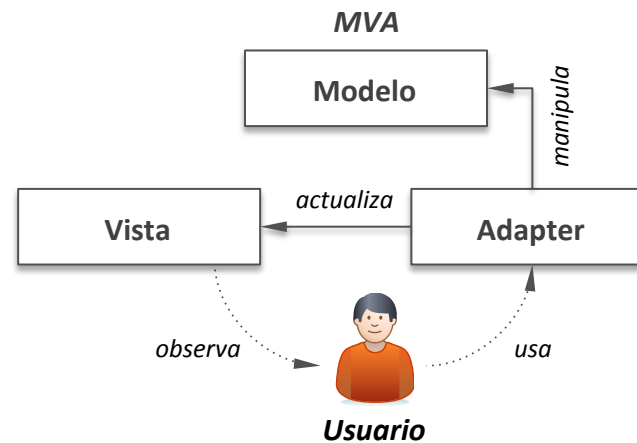 MVA
Modelo
manipula
actualiza
Vista
Adapter
observa
usa
Usuario